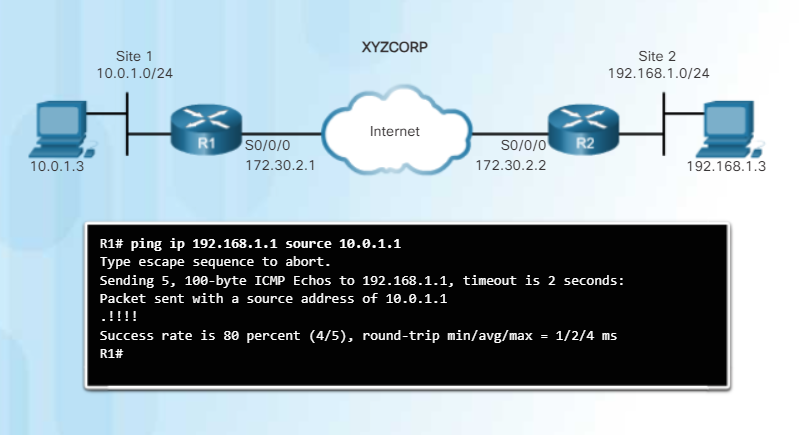 XYZCORP
Site 1
10.0.1.0/24
Site 2
192.168.1.0/24
Internet
R1
R2
S0/0/0
172.30.2.1
S0/0/0
172.30.2.2
10.0.1.3
192.168.1.3
R1# ping ip 192.168.1.1 source 10.0.1.1
Type escape sequence to abort.
Sending 5, 100-byte ICMP Echos to 192.168.1.1, timeout is 2 seconds:
Packet sent with a source address of 10.0.1.1
.!!!!
Success rate is 80 percent (4/5), round-trip min/avg/max = 1/2/4 ms
R1#